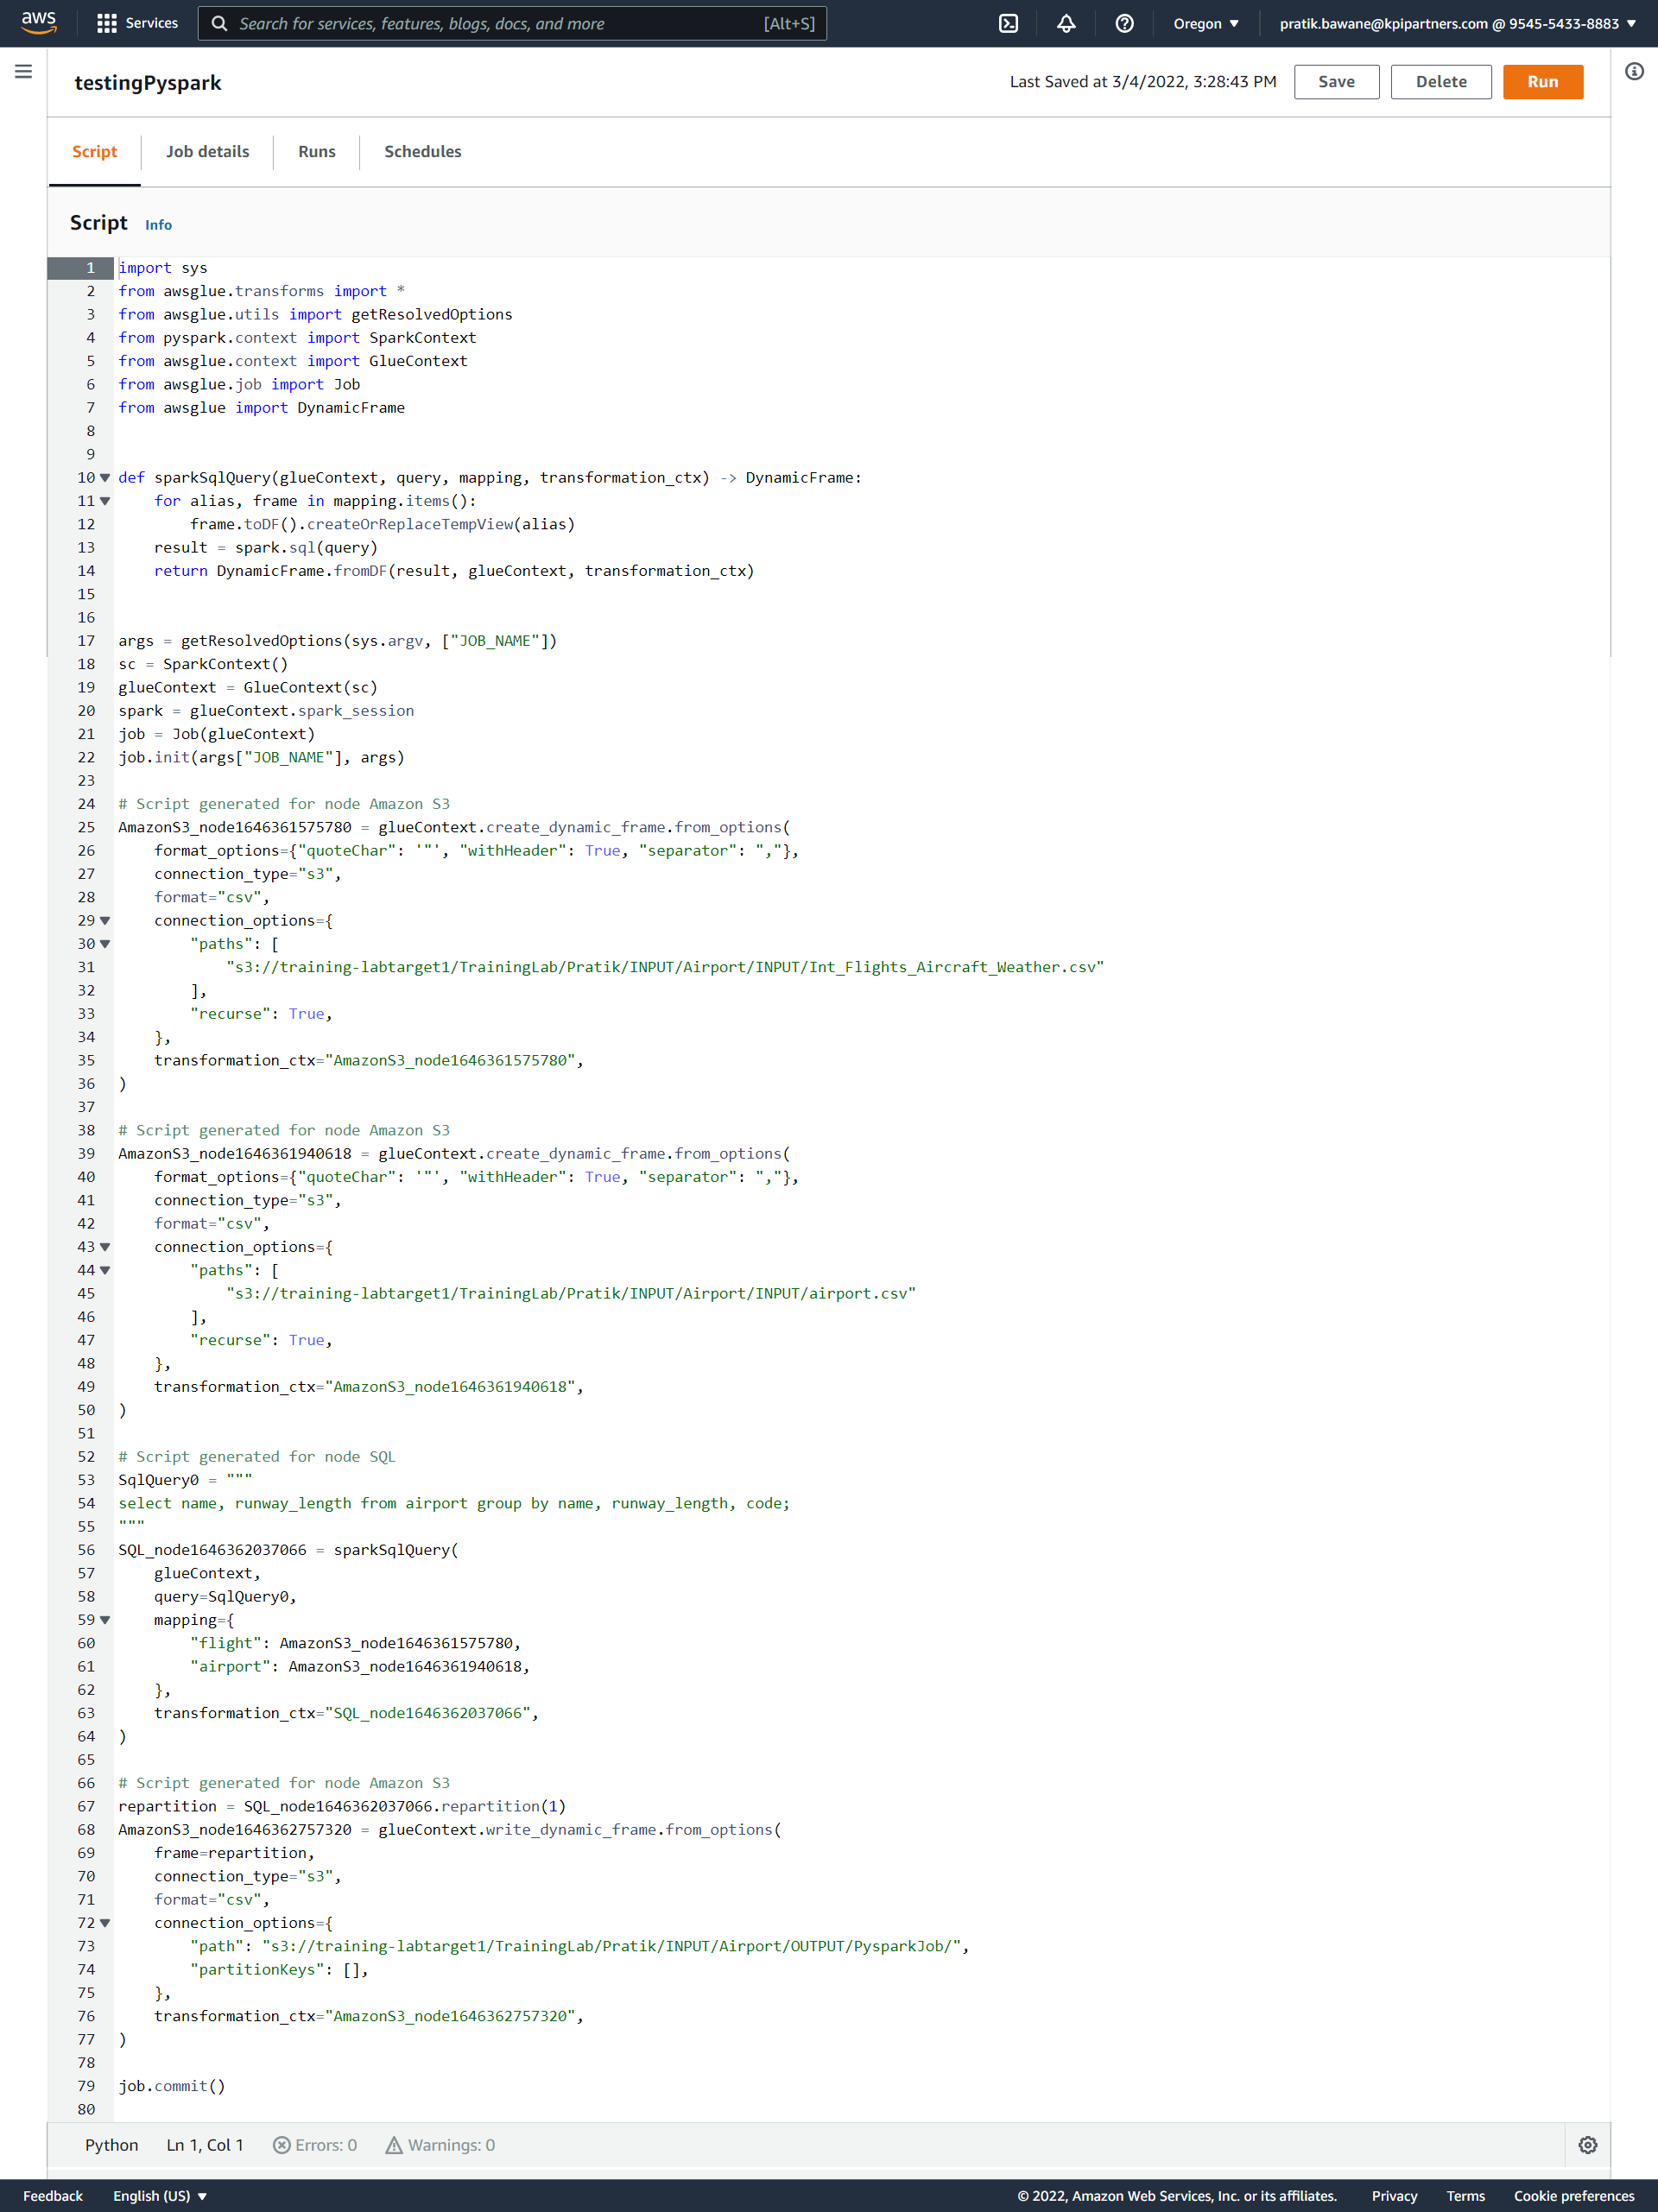 aws Services Search for services, features, blogs, docs, and more [Alt+S] Oregon ▼ pratik.bawane@kpipartners.com @ 9545-5433-8883 ▼
testingPyspark Last Saved at 3/4/2022, 3:28:43 PM Save Delete Run
Script Job details Runs Schedules
Script Info
1 import sys
2 from awsglue.transforms import *
3 from awsglue.utils import getResolvedOptions
4 from pyspark.context import SparkContext
5 from awsglue.context import GlueContext
6 from awsglue.job import Job
7 from awsglue import DynamicFrame
8
9
10 def sparkSqlQuery(glueContext, query, mapping, transformation_ctx) -> DynamicFrame:
11     for alias, frame in mapping.items():
12         frame.toDF().createOrReplaceTempView(alias)
13     result = spark.sql(query)
14     return DynamicFrame.fromDF(result, glueContext, transformation_ctx)
15
16
17 args = getResolvedOptions(sys.argv, ["JOB_NAME"])
18 sc = SparkContext()
19 glueContext = GlueContext(sc)
20 spark = glueContext.spark_session
21 job = Job(glueContext)
22 job.init(args["JOB_NAME"], args)
23
24 # Script generated for node Amazon S3
25 AmazonS3_node1646361575780 = glueContext.create_dynamic_frame.from_options(
26     format_options={"quoteChar": '"', "withHeader": True, "separator": ","},
27     connection_type="s3",
28     format="csv",
29     connection_options={
30         "paths": [
31             "s3://training-labtarget1/TrainingLab/Pratik/INPUT/Airport/INPUT/Int_Flights_Aircraft_Weather.csv"
32         ],
33         "recurse": True,
34     },
35     transformation_ctx="AmazonS3_node1646361575780",
36 )
37
38 # Script generated for node Amazon S3
39 AmazonS3_node1646361940618 = glueContext.create_dynamic_frame.from_options(
40     format_options={"quoteChar": '"', "withHeader": True, "separator": ","},
41     connection_type="s3",
42     format="csv",
43     connection_options={
44         "paths": [
45             "s3://training-labtarget1/TrainingLab/Pratik/INPUT/Airport/INPUT/airport.csv"
46         ],
47         "recurse": True,
48     },
49     transformation_ctx="AmazonS3_node1646361940618",
50 )
51
52 # Script generated for node SQL
53 SqlQuery0 = """
54 select name, runway_length from airport group by name, runway_length, code;
55 """
56 SQL_node1646362037066 = sparkSqlQuery(
57     glueContext,
58     query=SqlQuery0,
59     mapping={
60         "flight": AmazonS3_node1646361575780,
61         "airport": AmazonS3_node1646361940618,
62     },
63     transformation_ctx="SQL_node1646362037066",
64 )
65
66 # Script generated for node Amazon S3
67 repartition = SQL_node1646362037066.repartition(1)
68 AmazonS3_node1646362757320 = glueContext.write_dynamic_frame.from_options(
69     frame=repartition,
70     connection_type="s3",
71     format="csv",
72     connection_options={
73         "path": "s3://training-labtarget1/TrainingLab/Pratik/INPUT/Airport/OUTPUT/PysparkJob/",
74         "partitionKeys": [],
75     },
76     transformation_ctx="AmazonS3_node1646362757320",
77 )
78
79 job.commit()
80
Python Ln 1, Col 1 Errors: 0 Warnings: 0
Feedback English (US) ▼ © 2022, Amazon Web Services, Inc. or its affiliates. Privacy Terms Cookie preferences